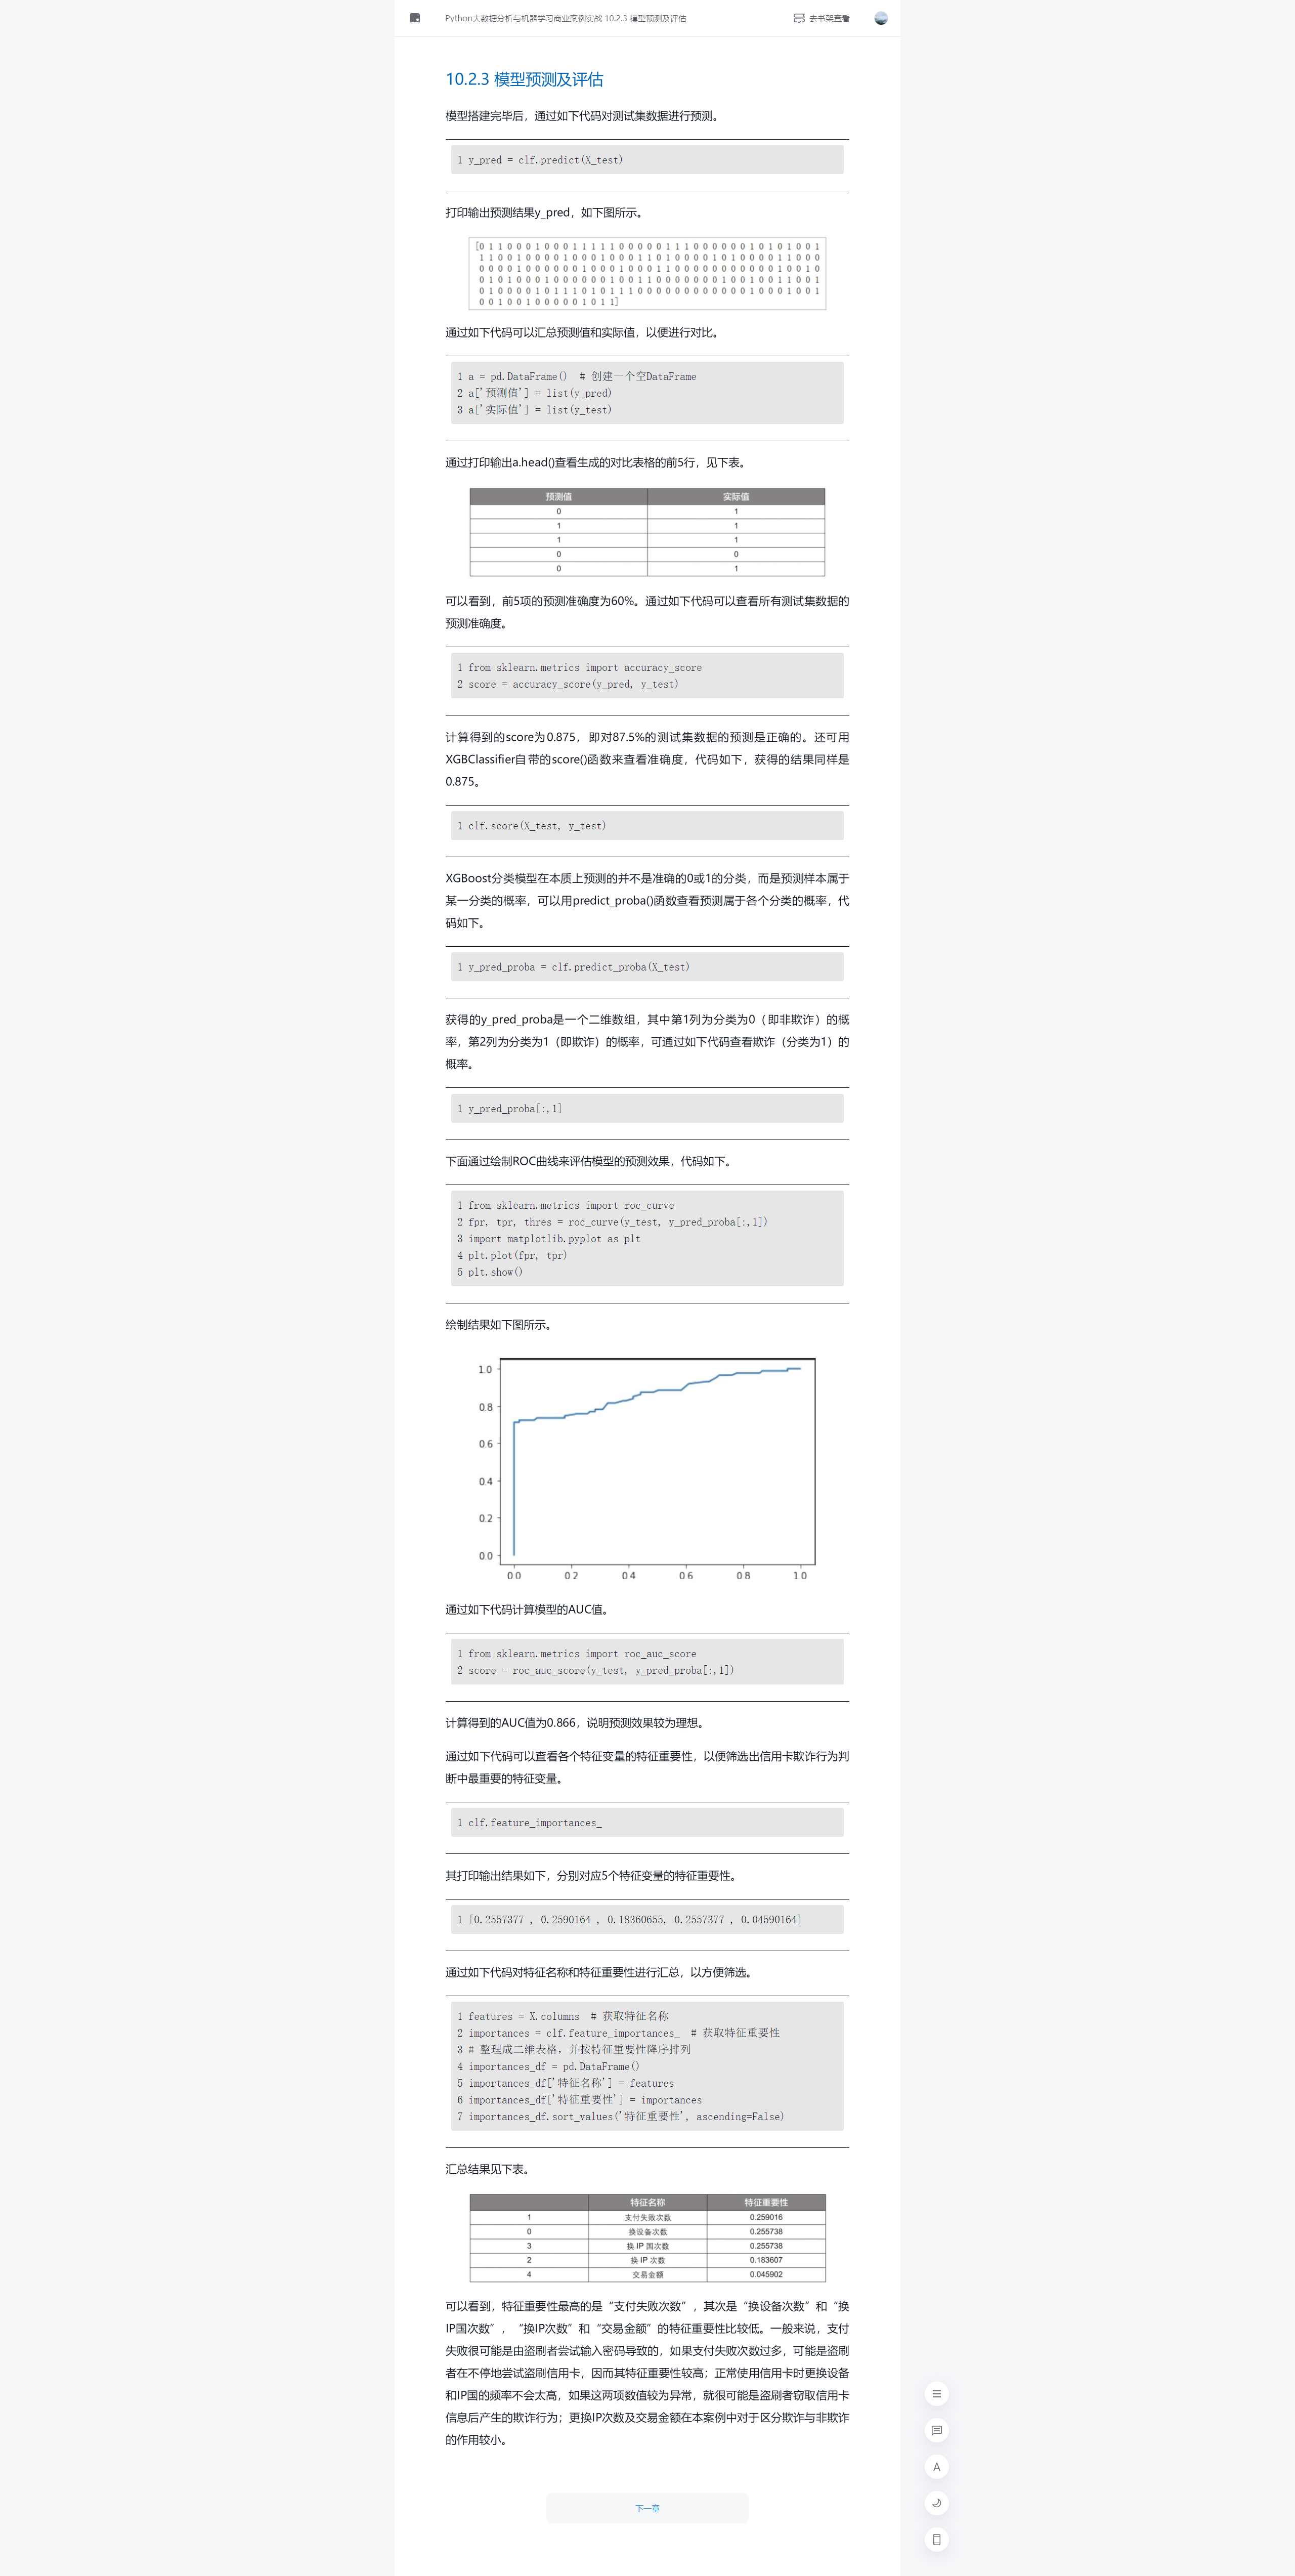 Python大数据分析与机器学习商业案例实战 10.2.3 模型预测及评估
去书架查看
10.2.3 模型预测及评估
模型搭建完毕后，通过如下代码对测试集数据进行预测。
1 y_pred = clf.predict(X_test)
打印输出预测结果y_pred，如下图所示。
[0 1 1 0 0 0 1 0 0 0 1 1 1 1 1 0 0 0 0 0 1 1 1 0 0 0 0 0 0 1 0 1 0 1 0 0 1
1 1 0 0 1 0 0 0 0 1 0 0 0 1 0 0 0 1 1 0 1 0 0 0 0 1 0 1 0 0 0 0 1 1 0 0 0
0 0 0 0 1 0 0 0 0 0 0 1 0 0 0 1 0 0 0 1 1 0 0 0 0 0 0 0 0 0 0 0 1 0 0 1 0
0 1 0 1 0 0 0 1 0 0 0 0 0 0 1 0 0 1 1 0 0 0 0 0 0 0 1 0 0 1 0 0 1 1 0 0 1
0 1 0 0 0 0 1 0 1 1 1 0 1 0 1 1 1 0 0 0 0 0 0 0 0 0 0 0 0 1 0 0 0 1 0 0 1
0 0 1 0 0 1 0 0 0 0 0 1 0 1 1]
通过如下代码可以汇总预测值和实际值，以便进行对比。
1 a = pd.DataFrame()  # 创建一个空DataFrame
2 a['预测值'] = list(y_pred)
3 a['实际值'] = list(y_test)
通过打印输出a.head()查看生成的对比表格的前5行，见下表。
预测值 实际值
0 1
1 1
1 1
0 0
0 1
可以看到，前5项的预测准确度为60%。通过如下代码可以查看所有测试集数据的
预测准确度。
1 from sklearn.metrics import accuracy_score
2 score = accuracy_score(y_pred, y_test)
计算得到的score为0.875，即对87.5%的测试集数据的预测是正确的。还可用
XGBClassifier自带的score()函数来查看准确度，代码如下，获得的结果同样是
0.875。
1 clf.score(X_test, y_test)
XGBoost分类模型在本质上预测的并不是准确的0或1的分类，而是预测样本属于
某一分类的概率，可以用predict_proba()函数查看预测属于各个分类的概率，代
码如下。
1 y_pred_proba = clf.predict_proba(X_test)
获得的y_pred_proba是一个二维数组，其中第1列为分类为0（即非欺诈）的概
率，第2列为分类为1（即欺诈）的概率，可通过如下代码查看欺诈（分类为1）的
概率。
1 y_pred_proba[:,1]
下面通过绘制ROC曲线来评估模型的预测效果，代码如下。
1 from sklearn.metrics import roc_curve
2 fpr, tpr, thres = roc_curve(y_test, y_pred_proba[:,1])
3 import matplotlib.pyplot as plt
4 plt.plot(fpr, tpr)
5 plt.show()
绘制结果如下图所示。
1.0
0.8
0.6
0.4
0.2
0.0
0.0 0.2 0.4 0.6 0.8 1.0
通过如下代码计算模型的AUC值。
1 from sklearn.metrics import roc_auc_score
2 score = roc_auc_score(y_test, y_pred_proba[:,1])
计算得到的AUC值为0.866，说明预测效果较为理想。
通过如下代码可以查看各个特征变量的特征重要性，以便筛选出信用卡欺诈行为判
断中最重要的特征变量。
1 clf.feature_importances_
其打印输出结果如下，分别对应5个特征变量的特征重要性。
1 [0.2557377 , 0.2590164 , 0.18360655, 0.2557377 , 0.04590164]
通过如下代码对特征名称和特征重要性进行汇总，以方便筛选。
1 features = X.columns  # 获取特征名称
2 importances = clf.feature_importances_  # 获取特征重要性
3 # 整理成二维表格，并按特征重要性降序排列
4 importances_df = pd.DataFrame()
5 importances_df['特征名称'] = features
6 importances_df['特征重要性'] = importances
7 importances_df.sort_values('特征重要性', ascending=False)
汇总结果见下表。
特征名称 特征重要性
1 支付失败次数 0.259016
0 换设备次数 0.255738
3 换 IP 国次数 0.255738
2 换 IP 次数 0.183607
4 交易金额 0.045902
可以看到，特征重要性最高的是“支付失败次数”，其次是“换设备次数”和“换
IP国次数”，“换IP次数”和“交易金额”的特征重要性比较低。一般来说，支付
失败很可能是由盗刷者尝试输入密码导致的，如果支付失败次数过多，可能是盗刷
者在不停地尝试盗刷信用卡，因而其特征重要性较高；正常使用信用卡时更换设备
和IP国的频率不会太高，如果这两项数值较为异常，就很可能是盗刷者窃取信用卡
信息后产生的欺诈行为；更换IP次数及交易金额在本案例中对于区分欺诈与非欺诈
的作用较小。
下一章